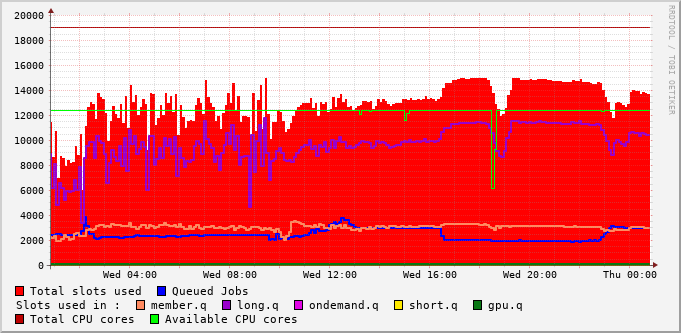 RRDTOOL / TOBI OETIKER
20000
18000
16000
14000
12000
10000
8000
6000
4000
2000
0
Wed 04:00 Wed 08:00 Wed 12:00 Wed 16:00 Wed 20:00 Thu 00:00
Total slots used Queued Jobs
Slots used in : member.q long.q ondemand.q short.q gpu.q
Total CPU cores Available CPU cores